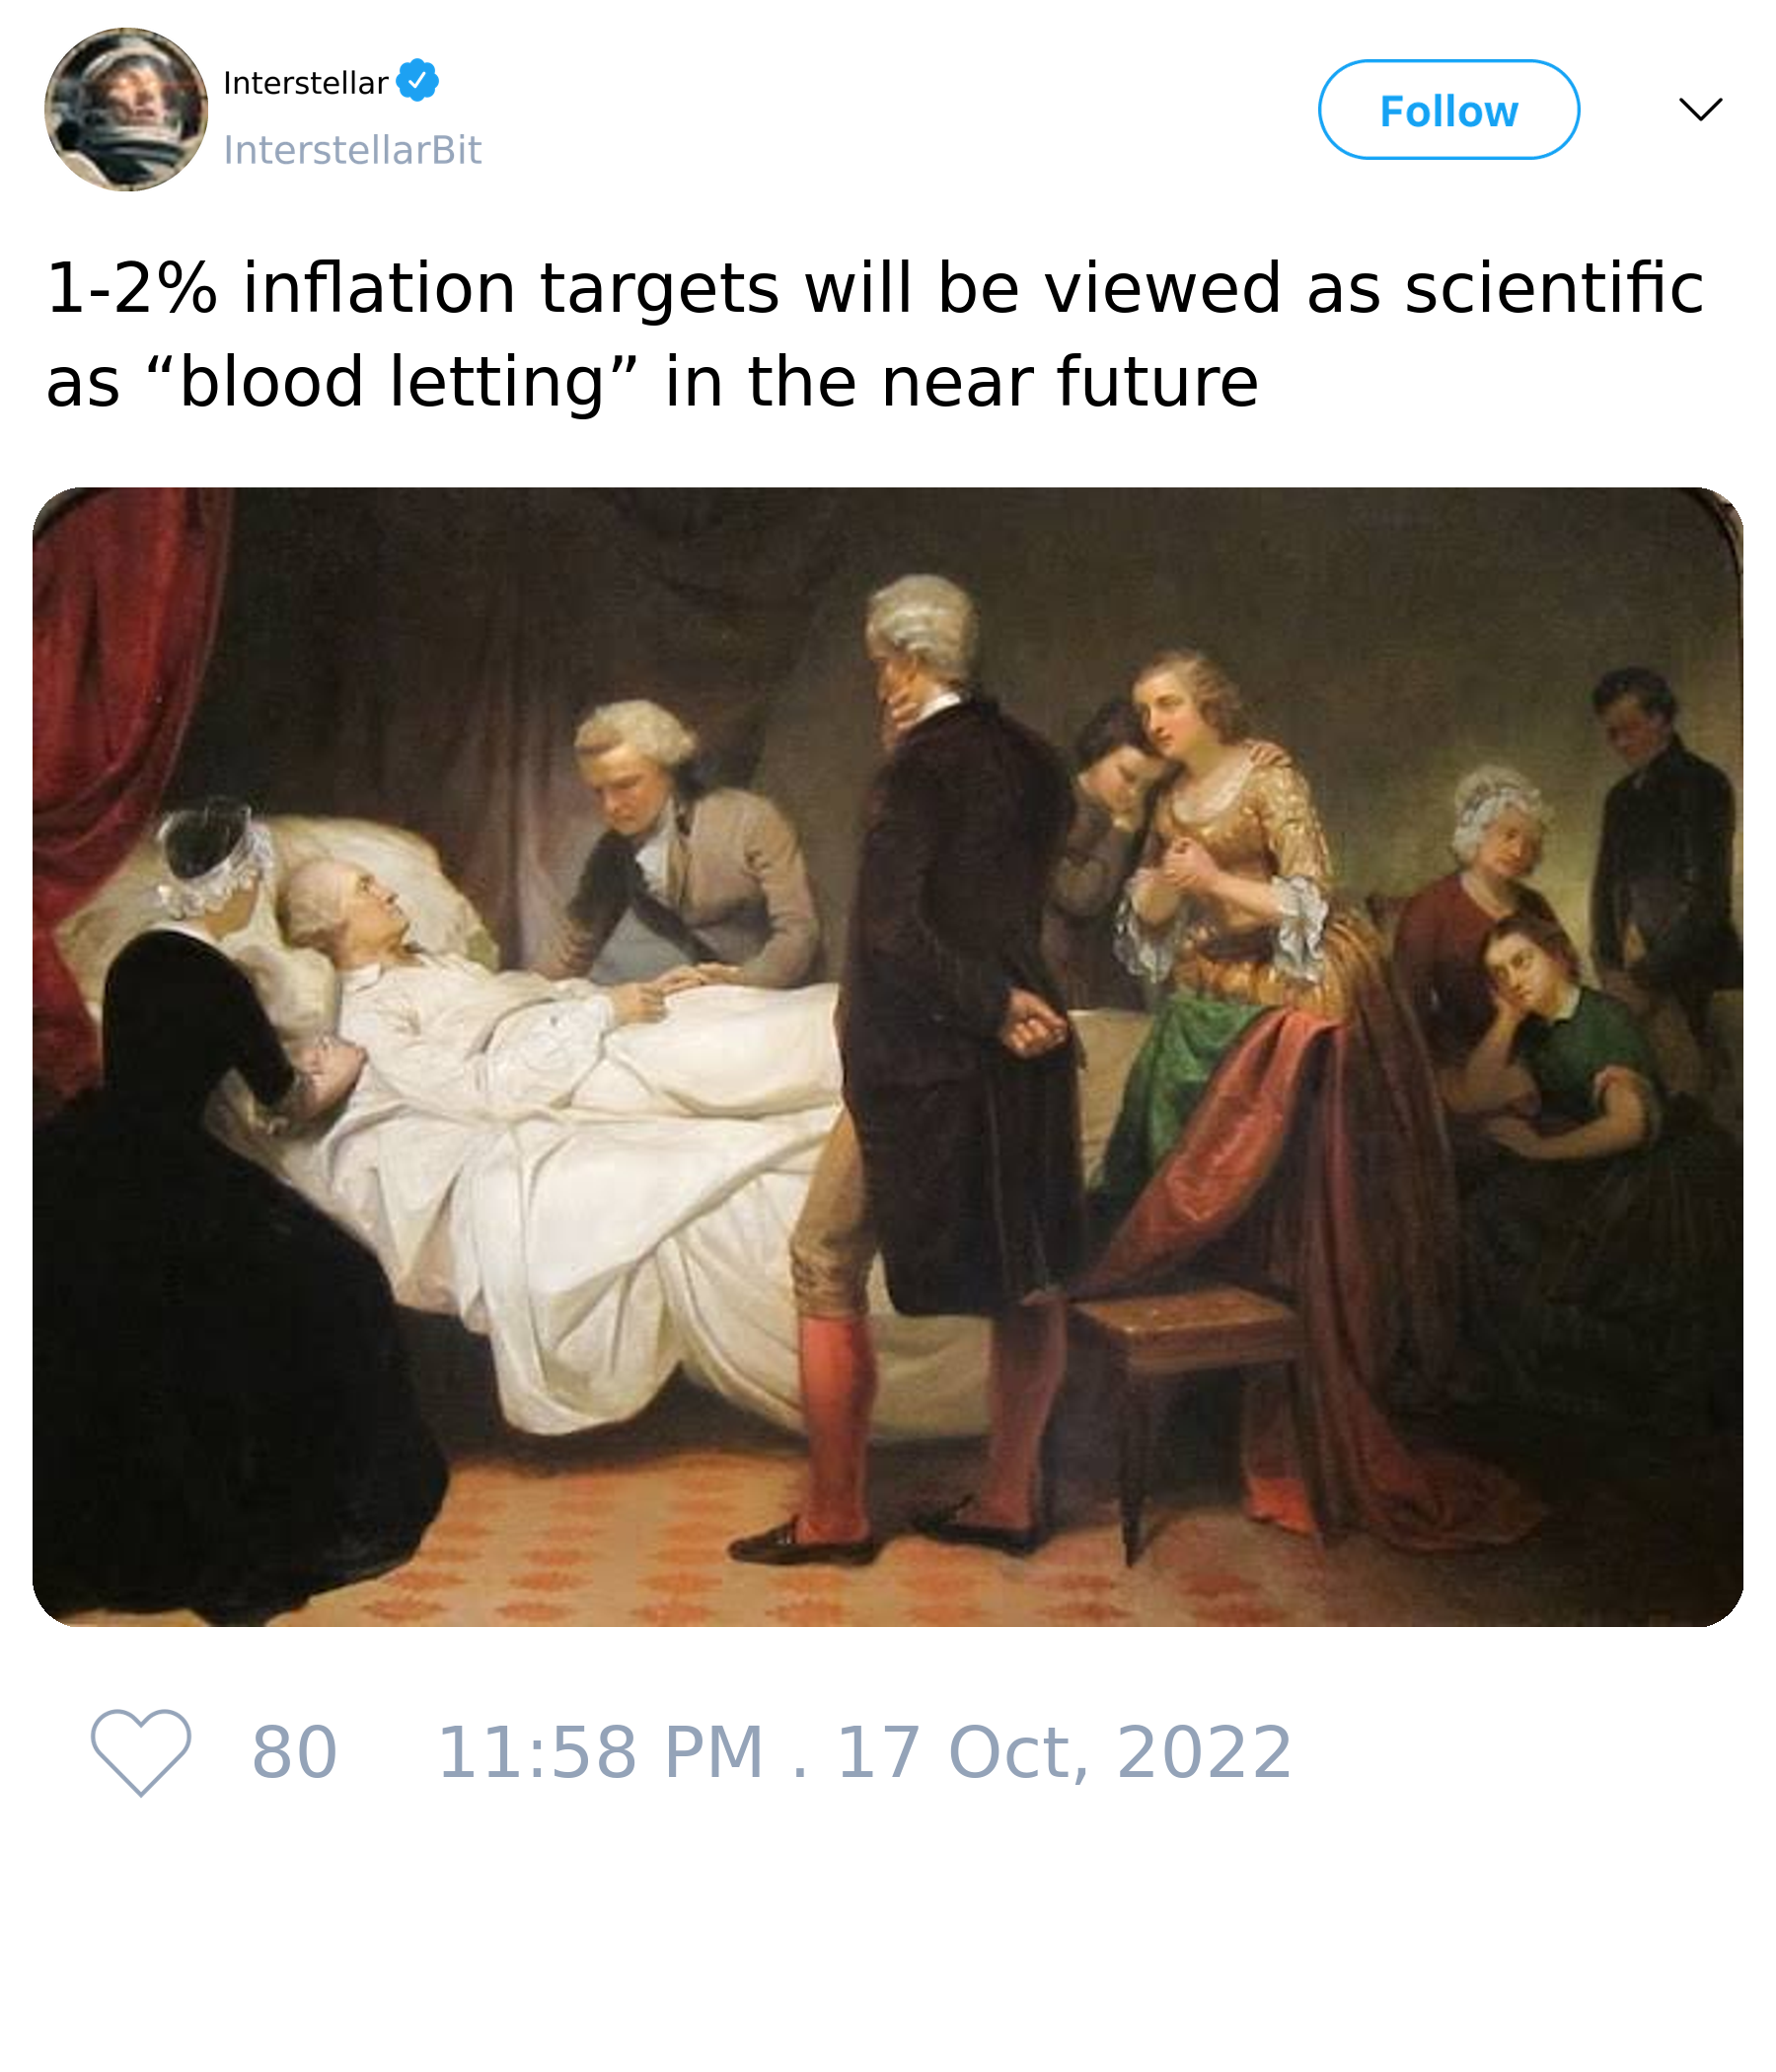 Interstellar
InterstellarBit
Follow
1-2% inflation targets will be viewed as scientific
as “blood letting” in the near future
80 11:58 PM . 17 Oct, 2022